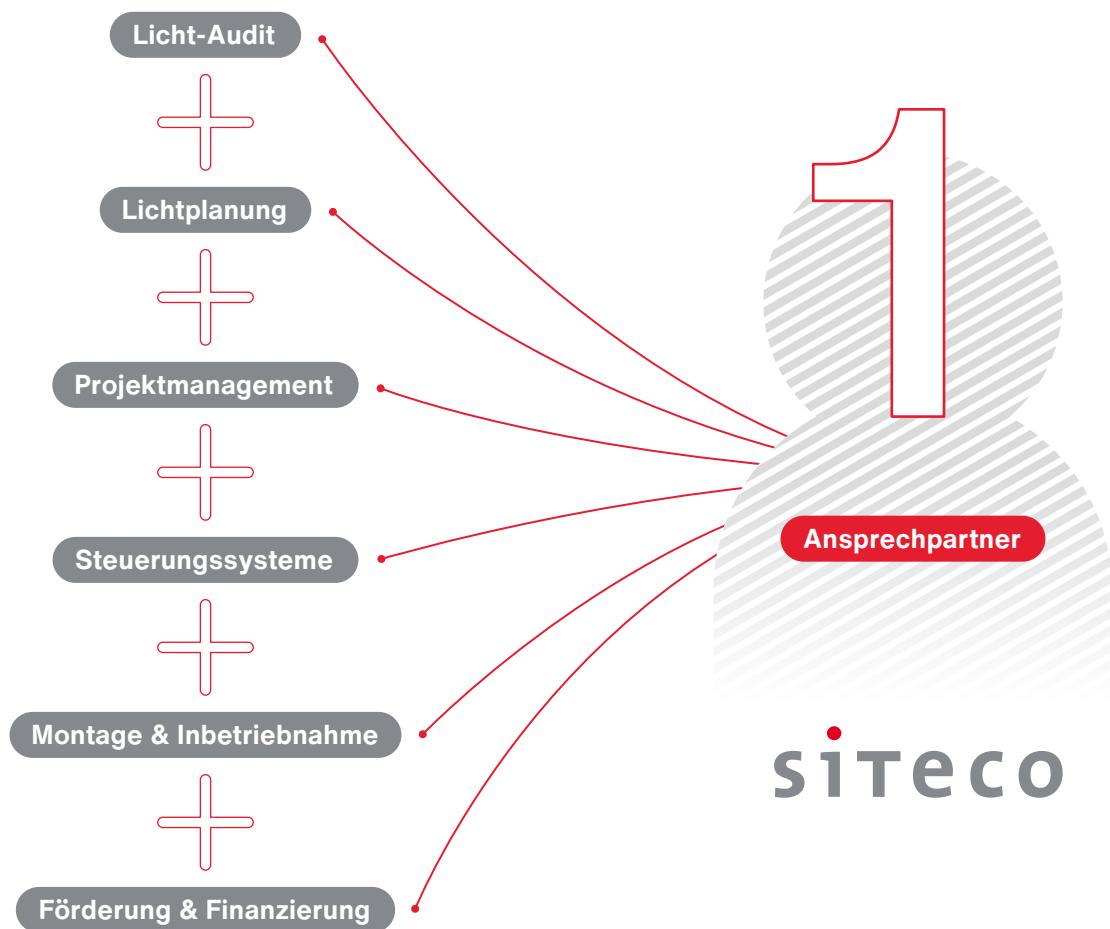 Licht-Audit
Lichtplanung
Projektmanagement
Steuerungssysteme
Montage & Inbetriebnahme
Förderung & Finanzierung
1
Ansprechpartner
siteco